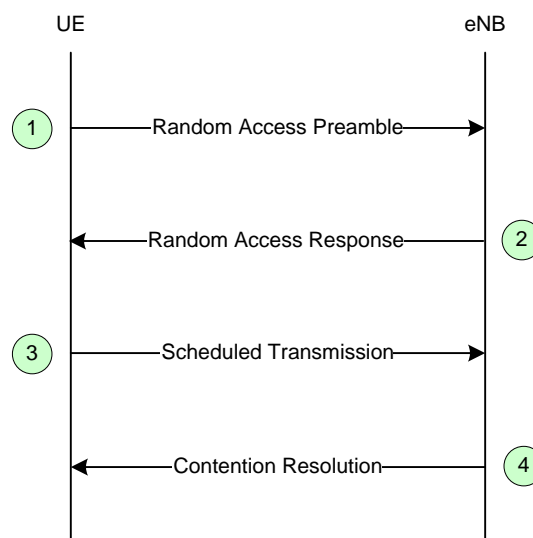 UE eNB
1 Random Access Preamble
Random Access Response 2
3 Scheduled Transmission
Contention Resolution 4